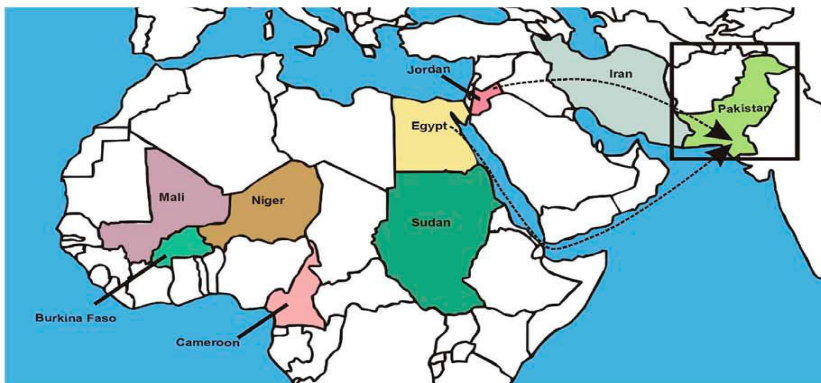 Jordan
Iran
Pakistan
Egypt
Mali
Niger
Sudan
Burkina Faso
Cameroon